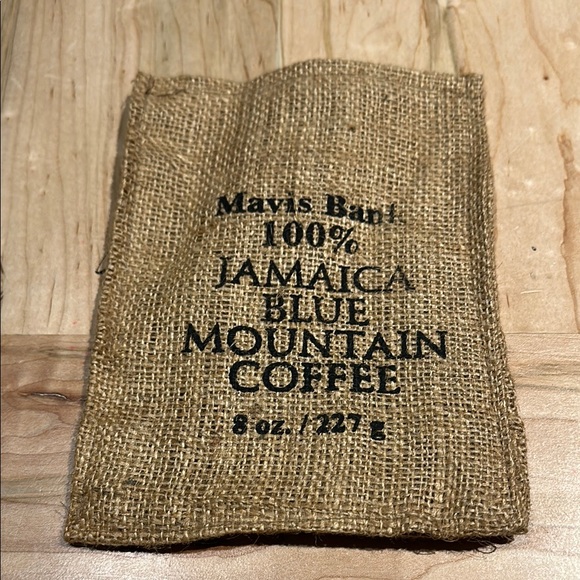 Mavis Bank
100%
JAMAICA
BLUE
MOUNTAIN
COFFEE
8 oz. / 227 g